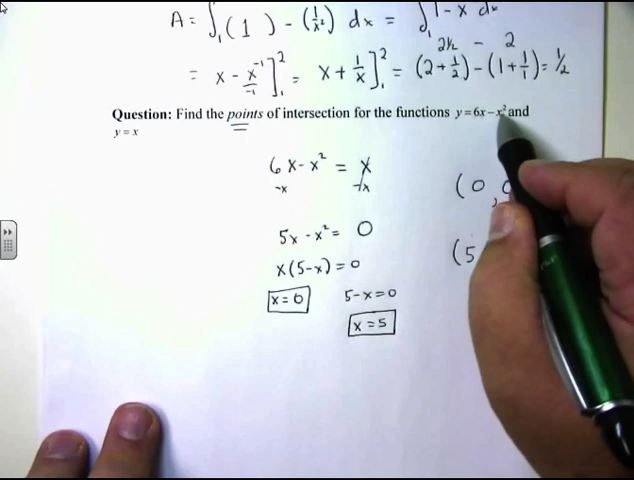 A = ∫₁ (1) - (1/x²) dx = ∫₁ 1 - x dx
2½ - 2
= x - x⁻¹/-1 ]₁² = x + 1/x ]₁² = (2 + 1/2) - (1 + 1/1) = ½
Question: Find the points of intersection for the functions y = 6x – x² and
y = x
6x - x² = x
-x -x
(0,
5x - x² = 0
(5
x(5-x) = 0
x = 0 5-x=0
x = 5